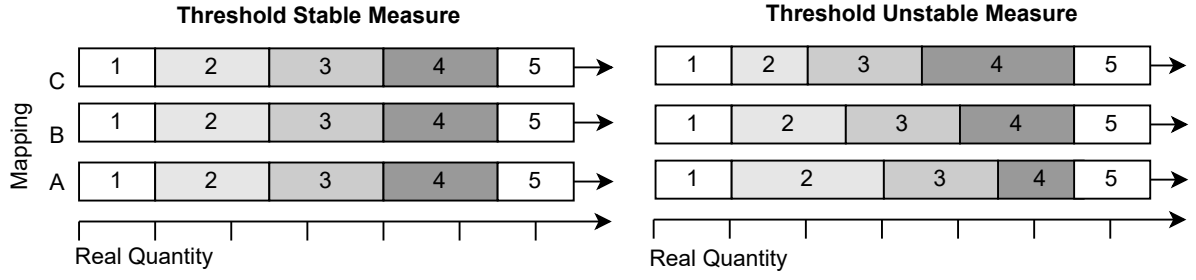 Threshold Stable Measure
Threshold Unstable Measure
Mapping
C 1 2 3 4 5
1 2 3 4 5
B 1 2 3 4 5
1 2 3 4 5
A 1 2 3 4 5
1 2 3 4 5
Real Quantity
Real Quantity